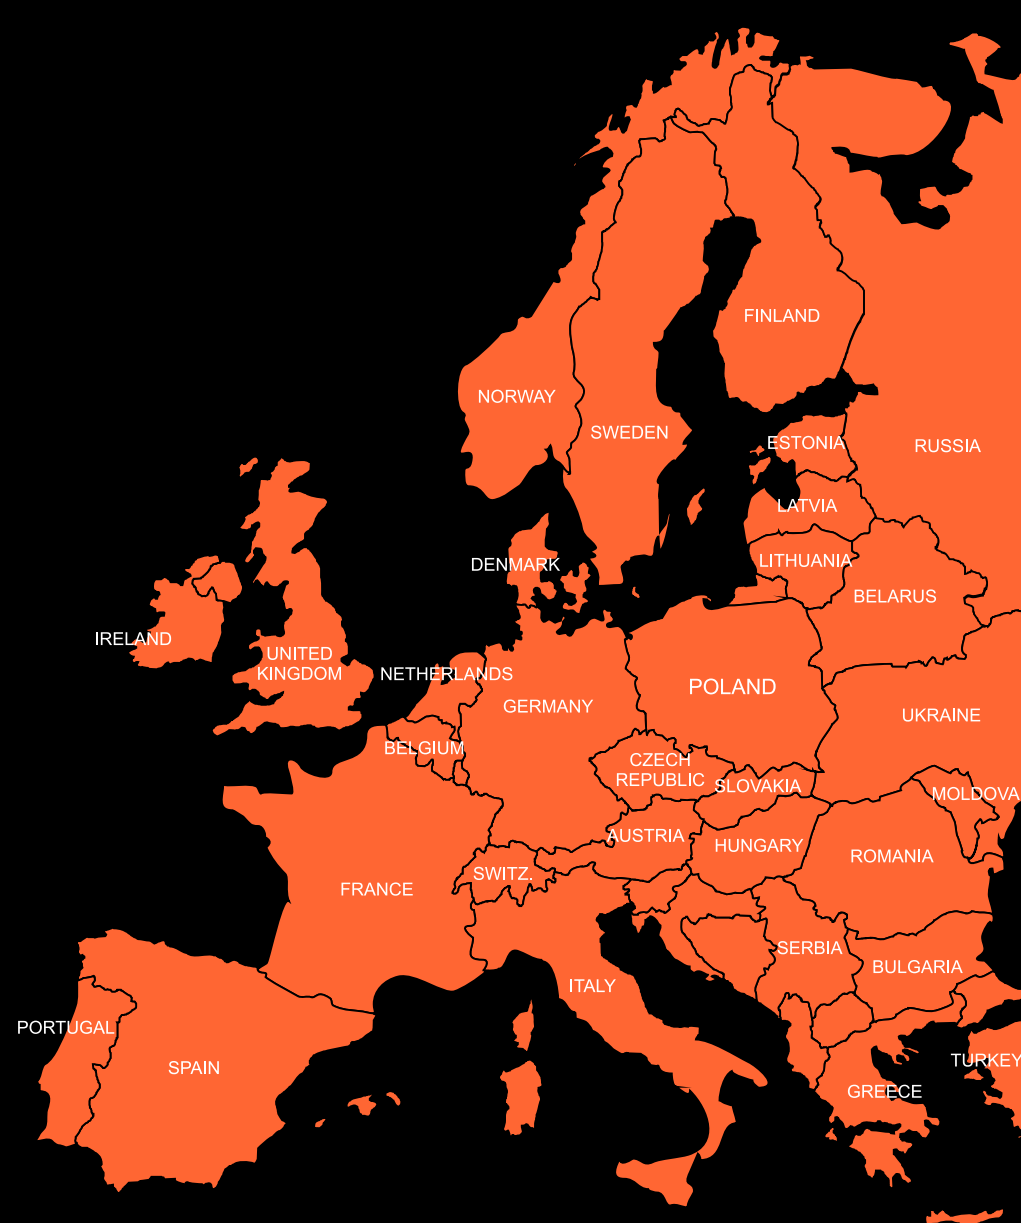 FINLAND
NORWAY
SWEDEN
ESTONIA
RUSSIA
LATVIA
DENMARK
LITHUANIA
BELARUS
IRELAND
UNITED
KINGDOM
NETHERLANDS
POLAND
GERMANY
UKRAINE
BELGIUM
CZECH
REPUBLIC
SLOVAKIA
MOLDOVA
AUSTRIA
HUNGARY
ROMANIA
SWITZ.
FRANCE
SERBIA
BULGARIA
ITALY
PORTUGAL
SPAIN
TURKEY
GREECE